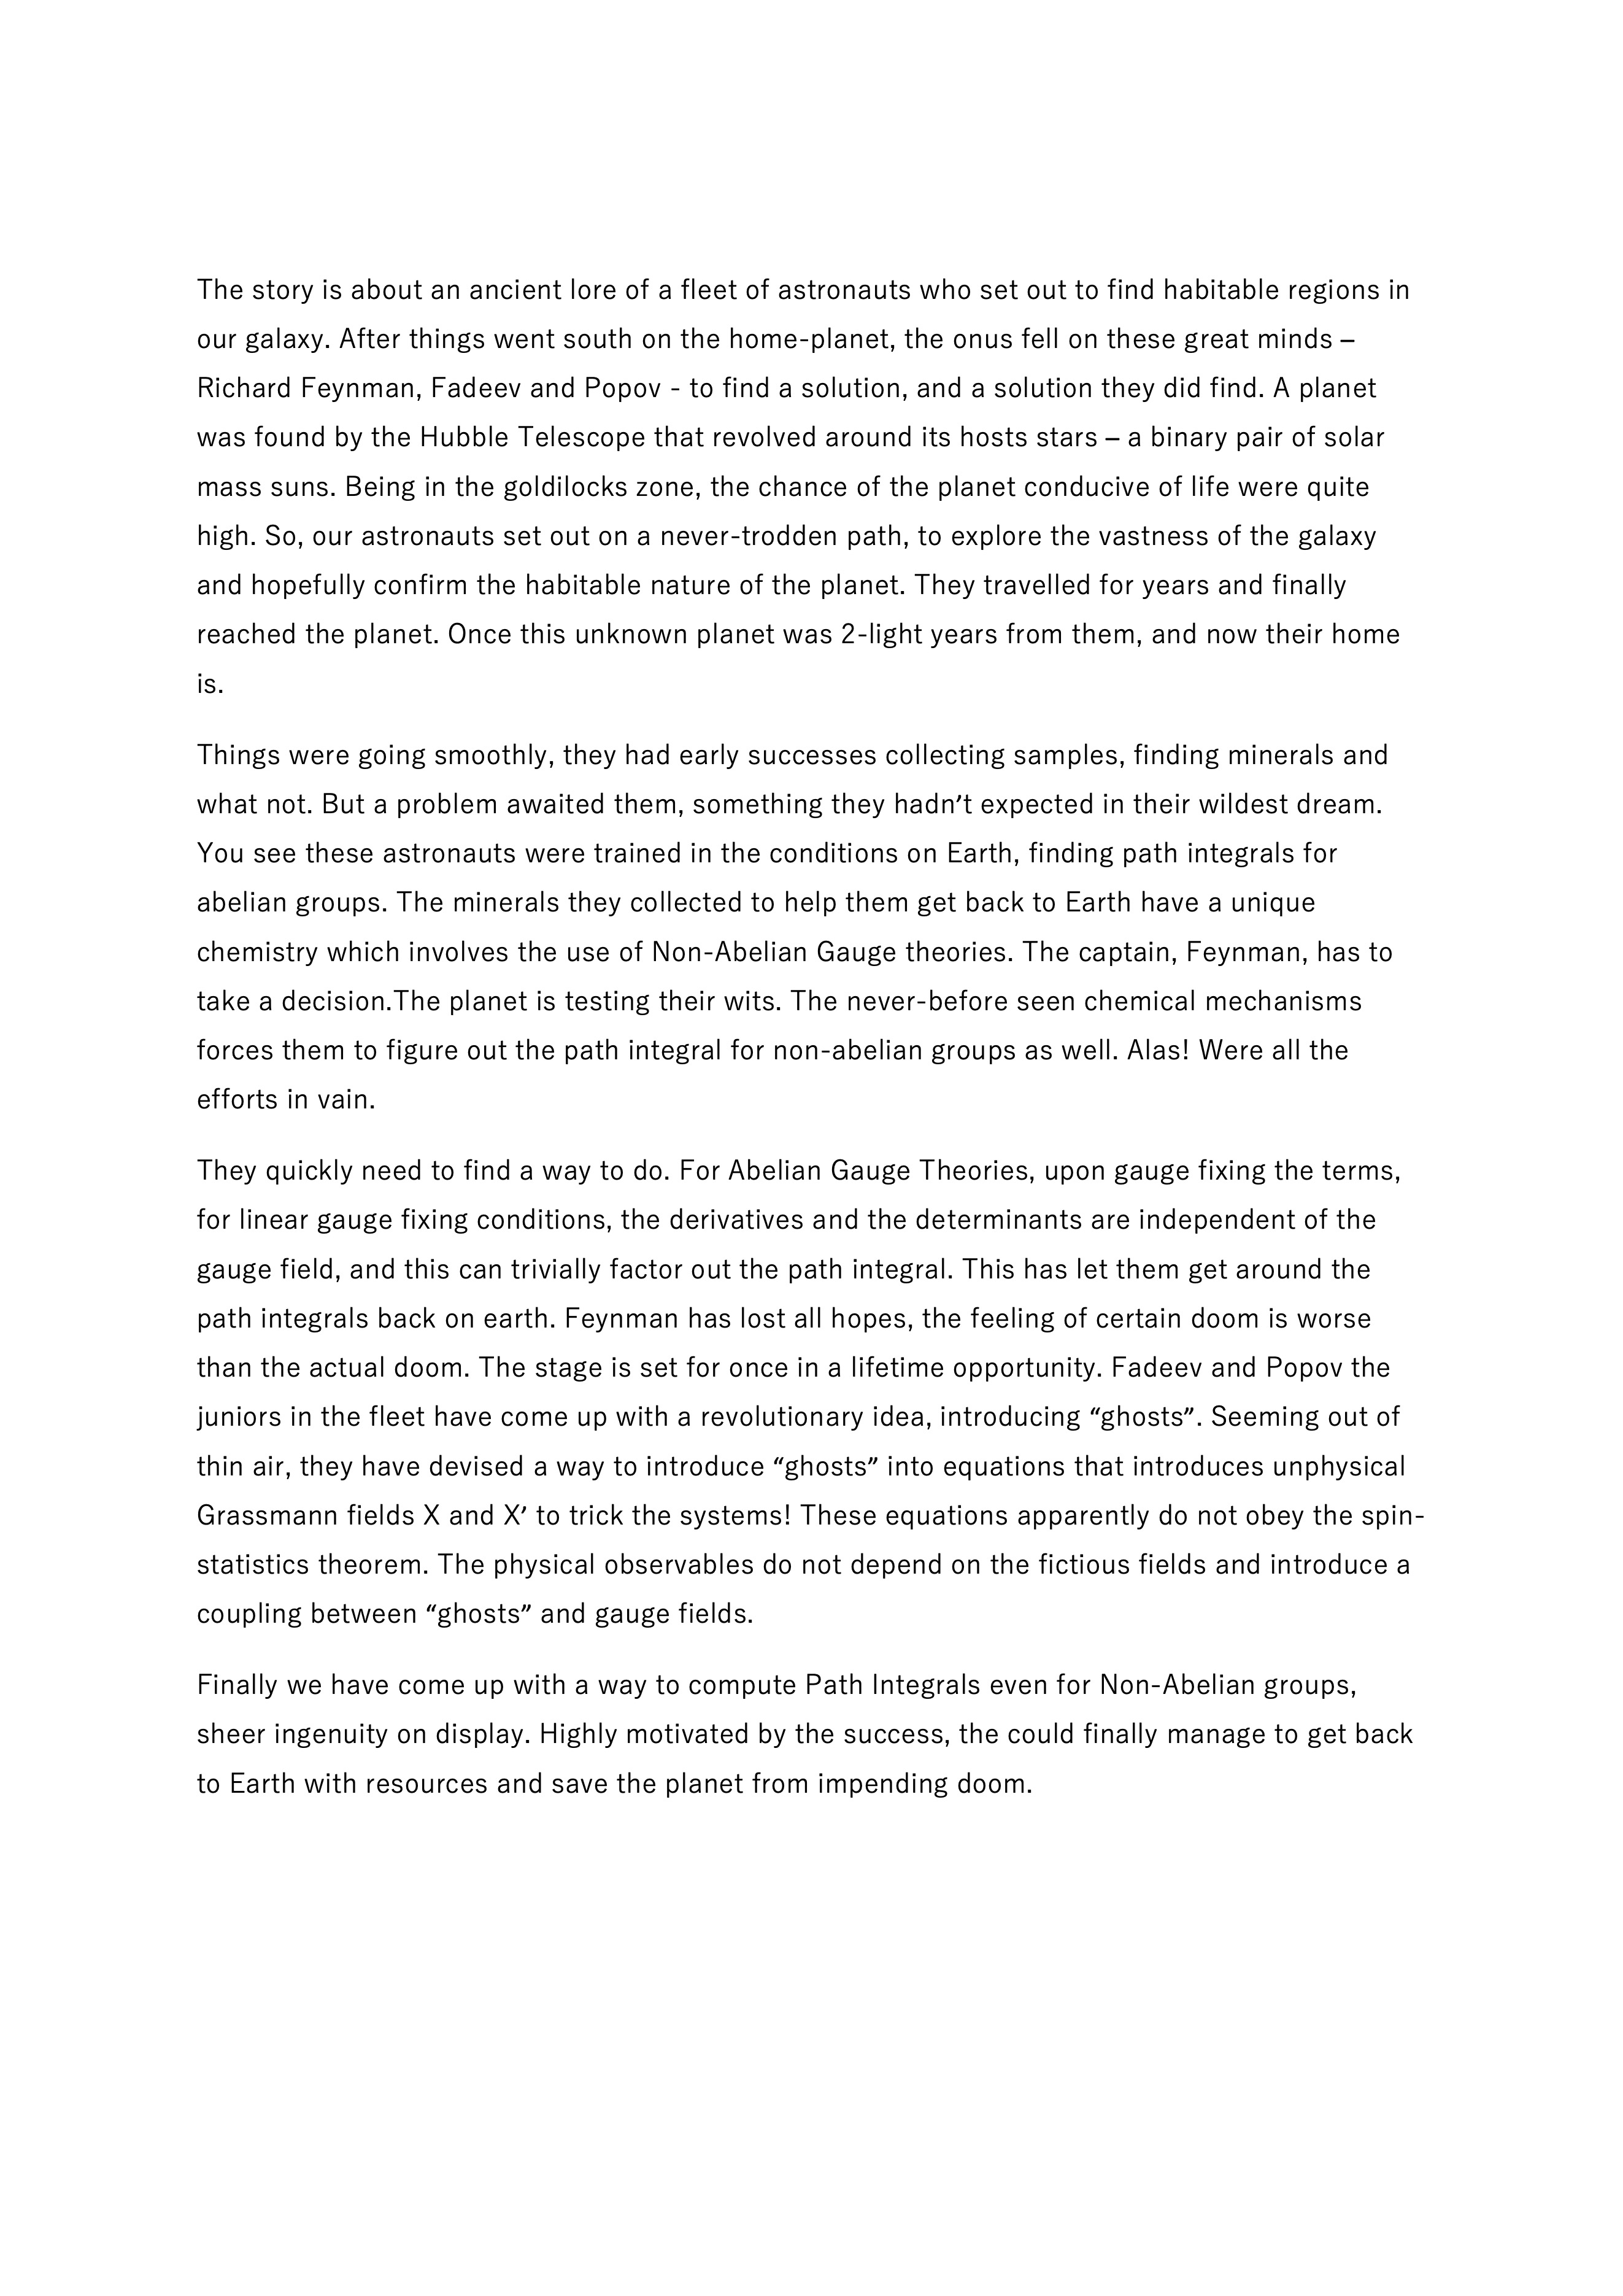 The story is about an ancient lore of a fleet of astronauts who set out to find habitable regions in
our galaxy. After things went south on the home-planet, the onus fell on these great minds –
Richard Feynman, Fadeev and Popov - to find a solution, and a solution they did find. A planet
was found by the Hubble Telescope that revolved around its hosts stars – a binary pair of solar
mass suns. Being in the goldilocks zone, the chance of the planet conducive of life were quite
high. So, our astronauts set out on a never-trodden path, to explore the vastness of the galaxy
and hopefully confirm the habitable nature of the planet. They travelled for years and finally
reached the planet. Once this unknown planet was 2-light years from them, and now their home
is.
Things were going smoothly, they had early successes collecting samples, finding minerals and
what not. But a problem awaited them, something they hadn’t expected in their wildest dream.
You see these astronauts were trained in the conditions on Earth, finding path integrals for
abelian groups. The minerals they collected to help them get back to Earth have a unique
chemistry which involves the use of Non-Abelian Gauge theories. The captain, Feynman, has to
take a decision.The planet is testing their wits. The never-before seen chemical mechanisms
forces them to figure out the path integral for non-abelian groups as well. Alas! Were all the
efforts in vain.
They quickly need to find a way to do. For Abelian Gauge Theories, upon gauge fixing the terms,
for linear gauge fixing conditions, the derivatives and the determinants are independent of the
gauge field, and this can trivially factor out the path integral. This has let them get around the
path integrals back on earth. Feynman has lost all hopes, the feeling of certain doom is worse
than the actual doom. The stage is set for once in a lifetime opportunity. Fadeev and Popov the
juniors in the fleet have come up with a revolutionary idea, introducing “ghosts”. Seeming out of
thin air, they have devised a way to introduce “ghosts” into equations that introduces unphysical
Grassmann fields X and X’ to trick the systems! These equations apparently do not obey the spin-
statistics theorem. The physical observables do not depend on the fictious fields and introduce a
coupling between “ghosts” and gauge fields.
Finally we have come up with a way to compute Path Integrals even for Non-Abelian groups,
sheer ingenuity on display. Highly motivated by the success, the could finally manage to get back
to Earth with resources and save the planet from impending doom.